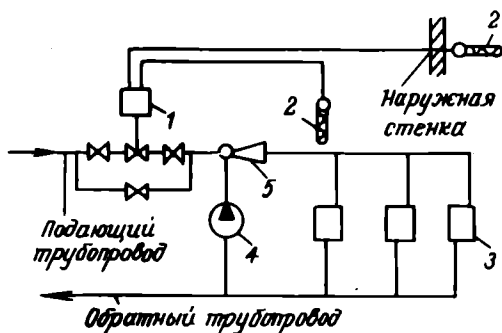 2
Наружная
стенка
1
2
5
Подающий
трубопровод
4
3
Обратный трубопровод